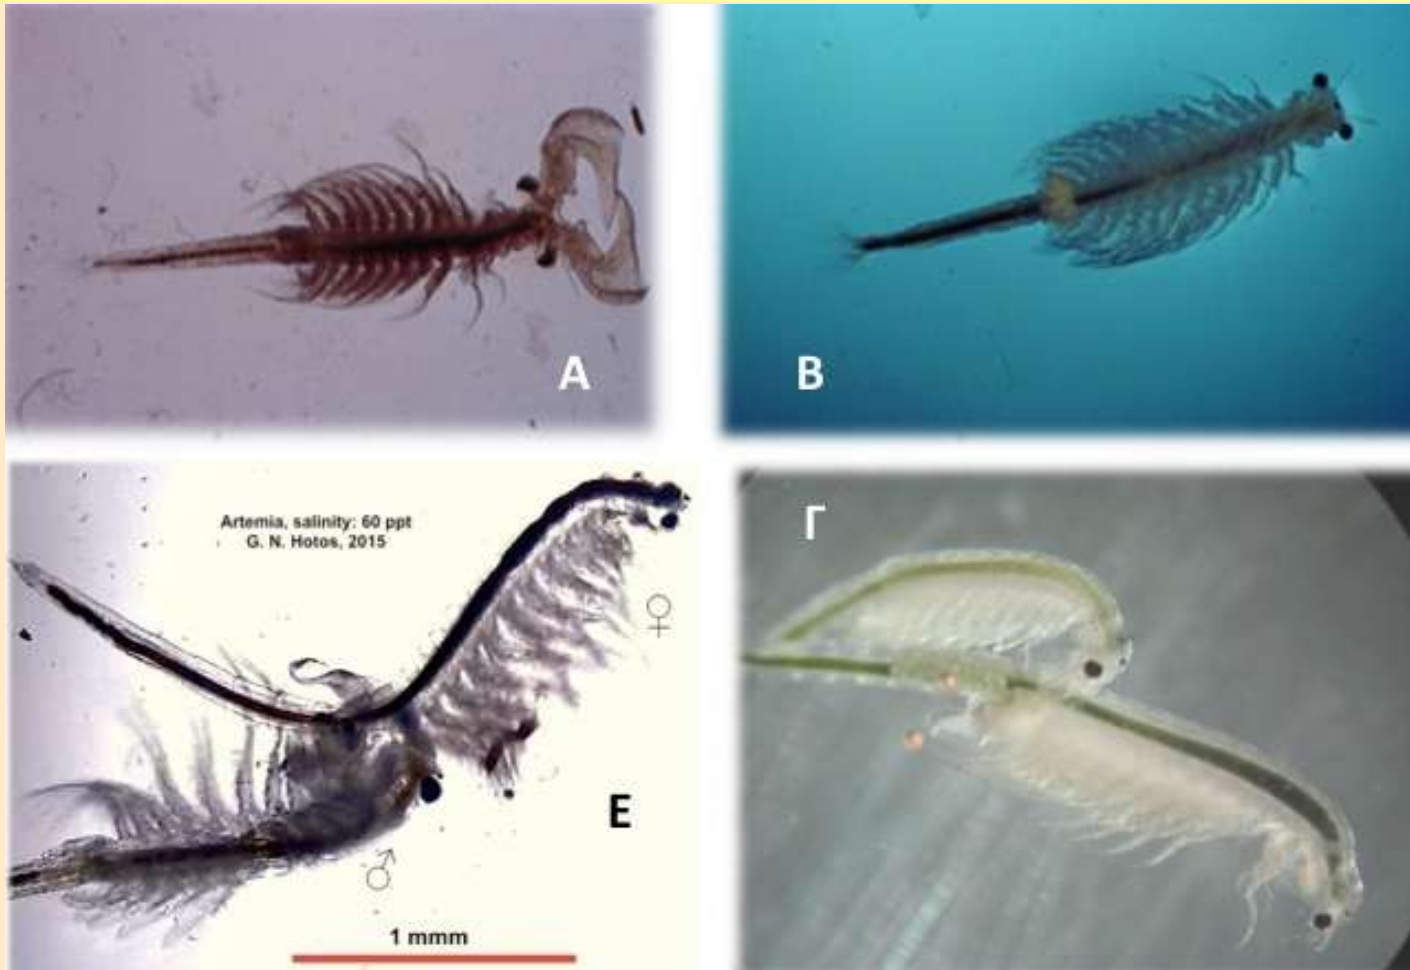 Α
Β
Artemia, salinity: 60 ppt
G. N. Hotos, 2015
♀
Ε
♂
1 mmm
Γ